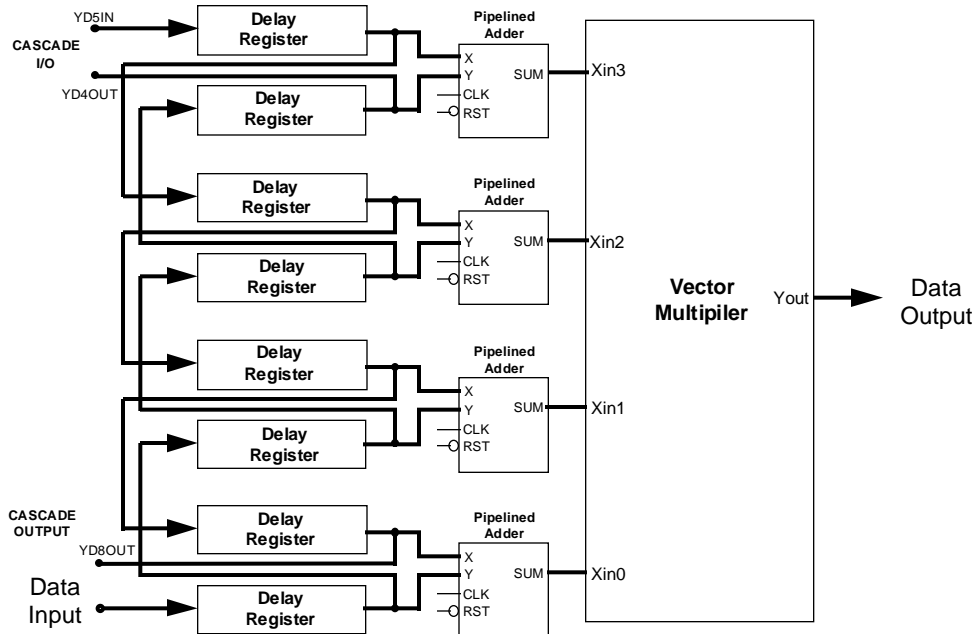 YD5IN
CASCADE
I/O
YD4OUT
Delay
Register
Pipelined
Adder
X
Y
SUM
CLK
RST
Xin3
Delay
Register
Delay
Register
Pipelined
Adder
X
Y
SUM
CLK
RST
Xin2
Delay
Register
Vector
Multipiler
Yout
Data
Output
Delay
Register
Pipelined
Adder
X
Y
SUM
CLK
RST
Xin1
Delay
Register
CASCADE
OUTPUT
YD8OUT
Data
Input
Delay
Register
Pipelined
Adder
X
Y
SUM
CLK
RST
Xin0
Delay
Register